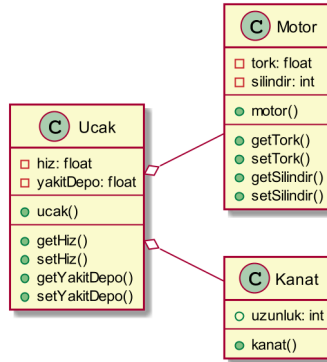 C Ucak
hiz: float
yakitDepo: float
ucak()
getHiz()
setHiz()
getYakitDepo()
setYakitDepo()
C Motor
tork: float
silindir: int
motor()
getTork()
setTork()
getSilindir()
setSilindir()
C Kanat
uzunluk: int
kanat()